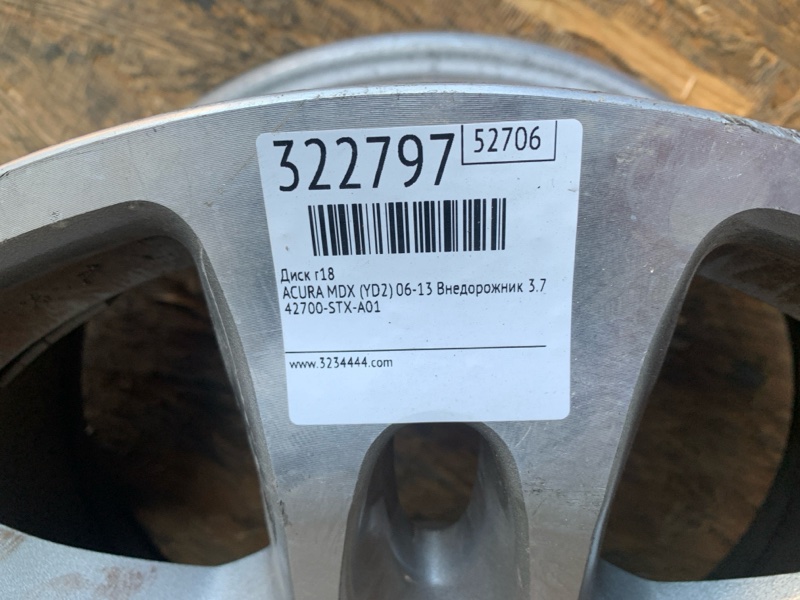 322797 52706
Диск r18
ACURA MDX (YD2) 06-13 Внедорожник 3.7
42700-STX-A01
www.3234444.com